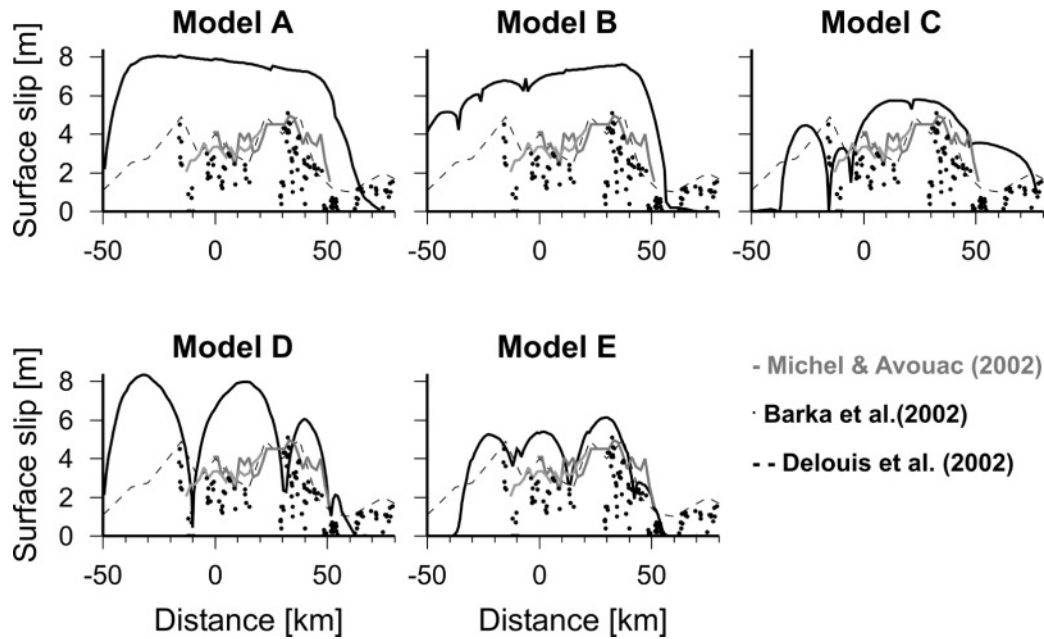 Model A Model B Model C
Surface slip [m]
8
6
4
2
0
-50 0 50 -50 0 50 -50 0 50
Model D Model E
Surface slip [m]
8
6
4
2
0
-50 0 50 -50 0 50
Distance [km] Distance [km]
- Michel & Avouac (2002)
· Barka et al.(2002)
- - Delouis et al. (2002)